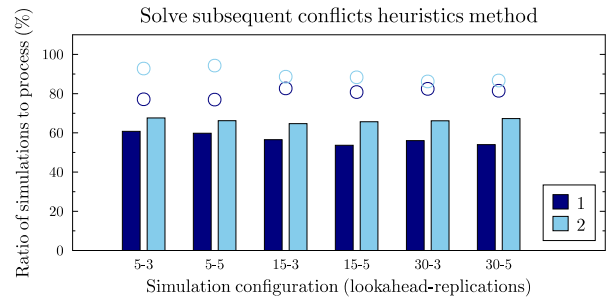 Solve subsequent conflicts heuristics method
Ratio of simulations to process (%)
100
80
60
40
20
0
1
2
5-3 5-5 15-3 15-5 30-3 30-5
Simulation configuration (lookahead-replications)